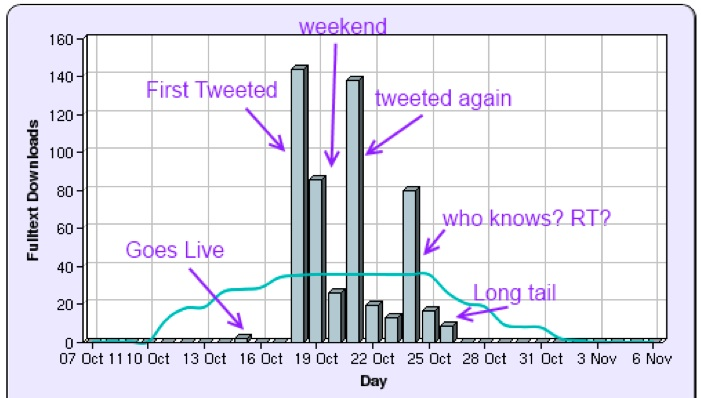 weekend
160
140
First Tweeted
tweeted again
120
100
80
who knows? RT?
60
Goes Live
40
Long tail
20
0
Fulltext Downloads
07 Oct 11 10 Oct 13 Oct 16 Oct 19 Oct 22 Oct 25 Oct 28 Oct 31 Oct 3 Nov 6 Nov
Day